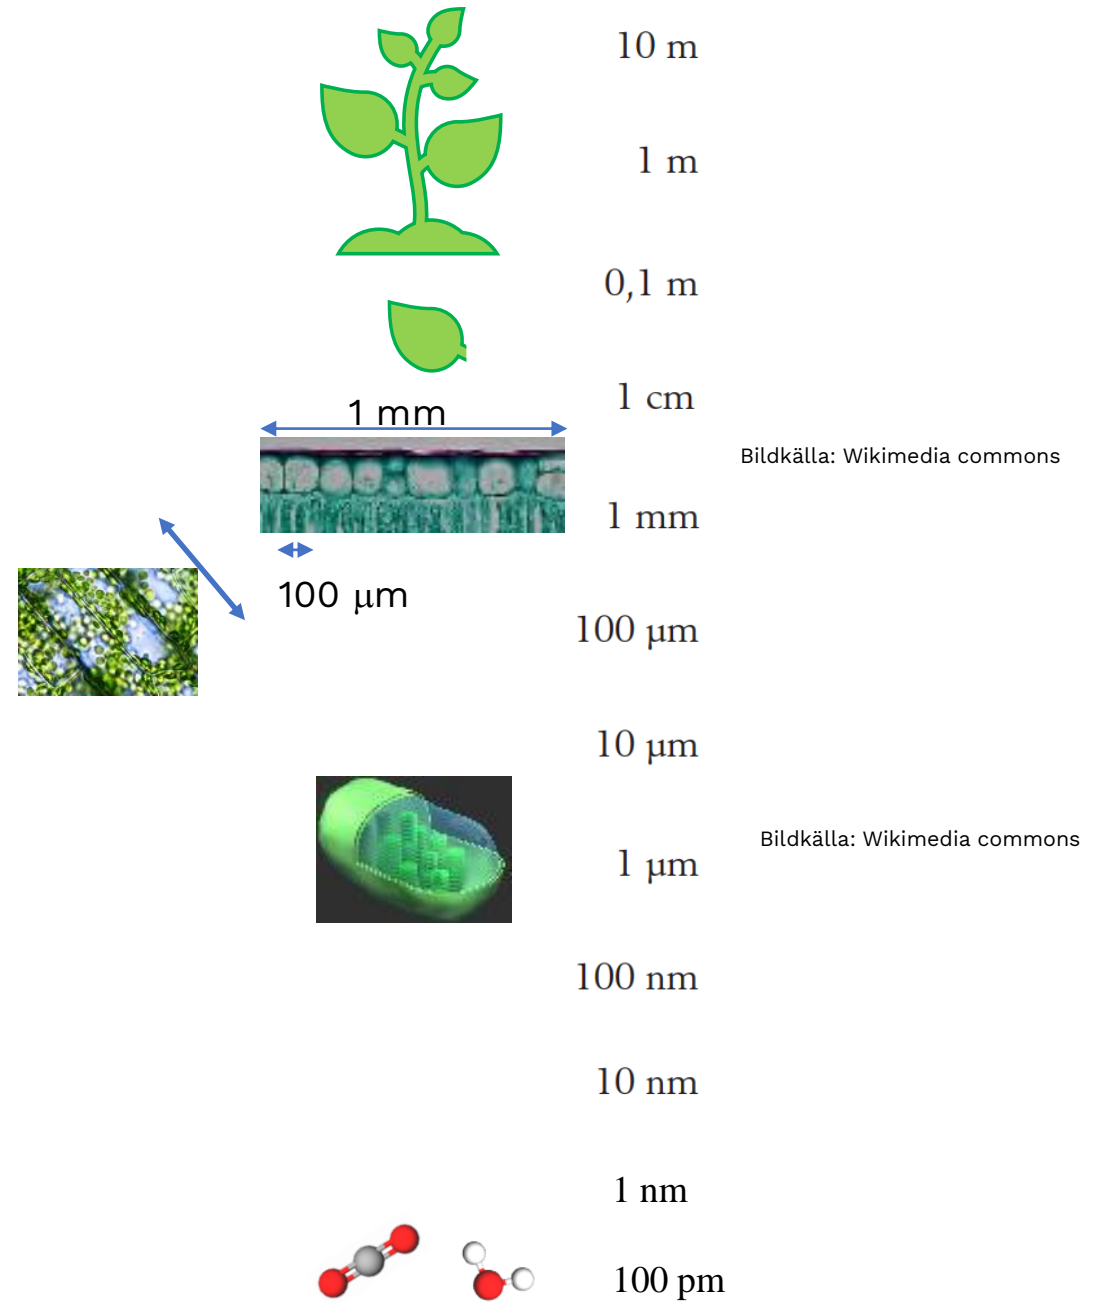 10 m
1 m
0,1 m
1 cm
1 mm
Bildkälla: Wikimedia commons
1 mm
100 μm
100 μm
10 μm
Bildkälla: Wikimedia commons
1 μm
100 nm
10 nm
1 nm
100 pm